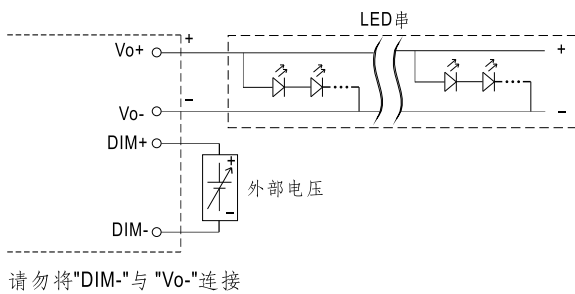 LED串
Vo+
+
+
Vo-
−
−
DIM+
+
外部电压
−
DIM-
请勿将"DIM-"与 "Vo-"连接